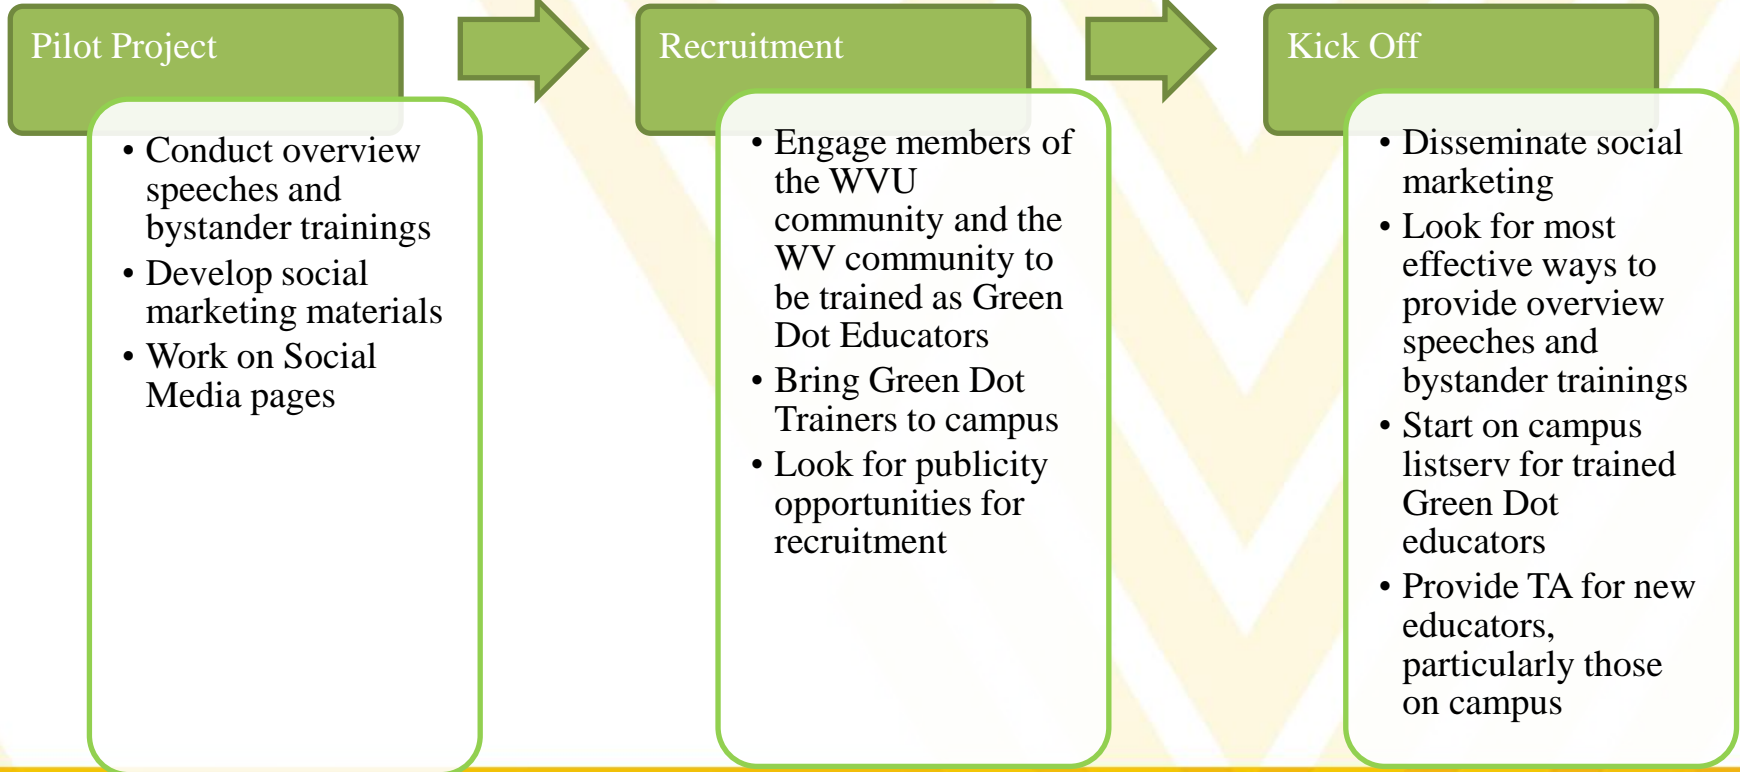 Pilot Project
• Conduct overview
speeches and
bystander trainings
• Develop social
marketing materials
• Work on Social
Media pages
Recruitment
• Engage members of
the WVU
community and the
WV community to
be trained as Green
Dot Educators
• Bring Green Dot
Trainers to campus
• Look for publicity
opportunities for
recruitment
Kick Off
• Disseminate social
marketing
• Look for most
effective ways to
provide overview
speeches and
bystander trainings
• Start on campus
listserv for trained
Green Dot
educators
• Provide TA for new
educators,
particularly those
on campus